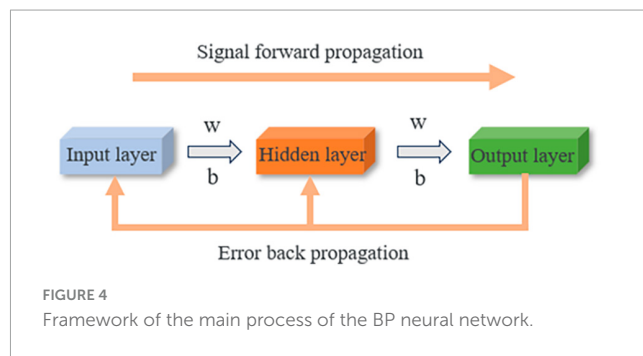 Signal forward propagation
w w
Input layer Hidden layer Output layer
b b
Error back propagation
FIGURE 4
Framework of the main process of the BP neural network.